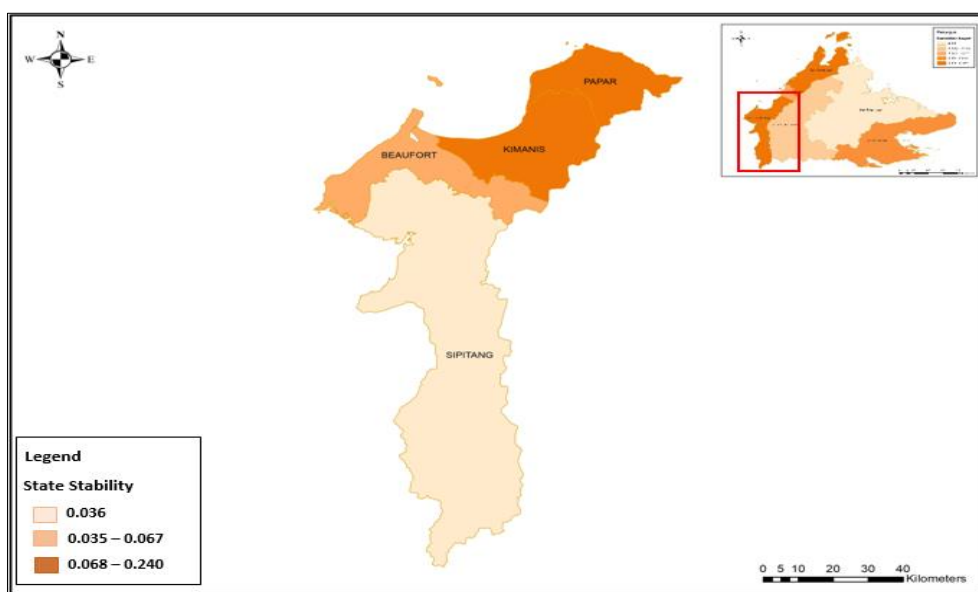 N
W E
S
PAPAR
KIMANIS
BEAUFORT
SIPITANG
Legend
State Stability
0.036
0.035 – 0.067
0.068 – 0.240
0 5 10 20 30 40
Kilometers